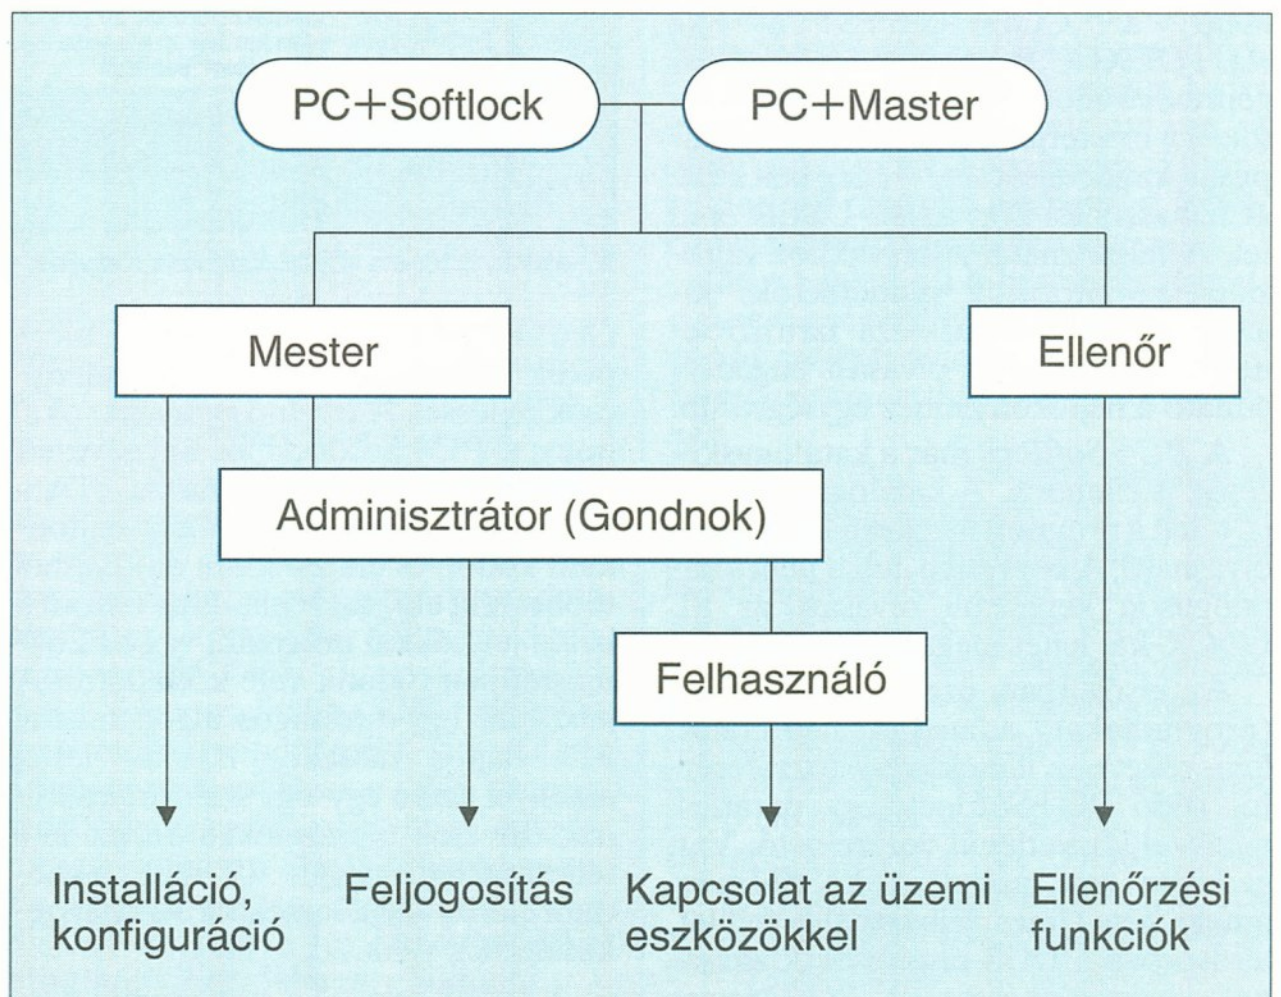 PC+Softlock
PC+Master
Mester
Ellenőr
Adminisztrátor (Gondnok)
Felhasználó
Installáció,
konfiguráció
Feljogosítás
Kapcsolat az üzemi
eszközökkel
Ellenőrzési
funkciók